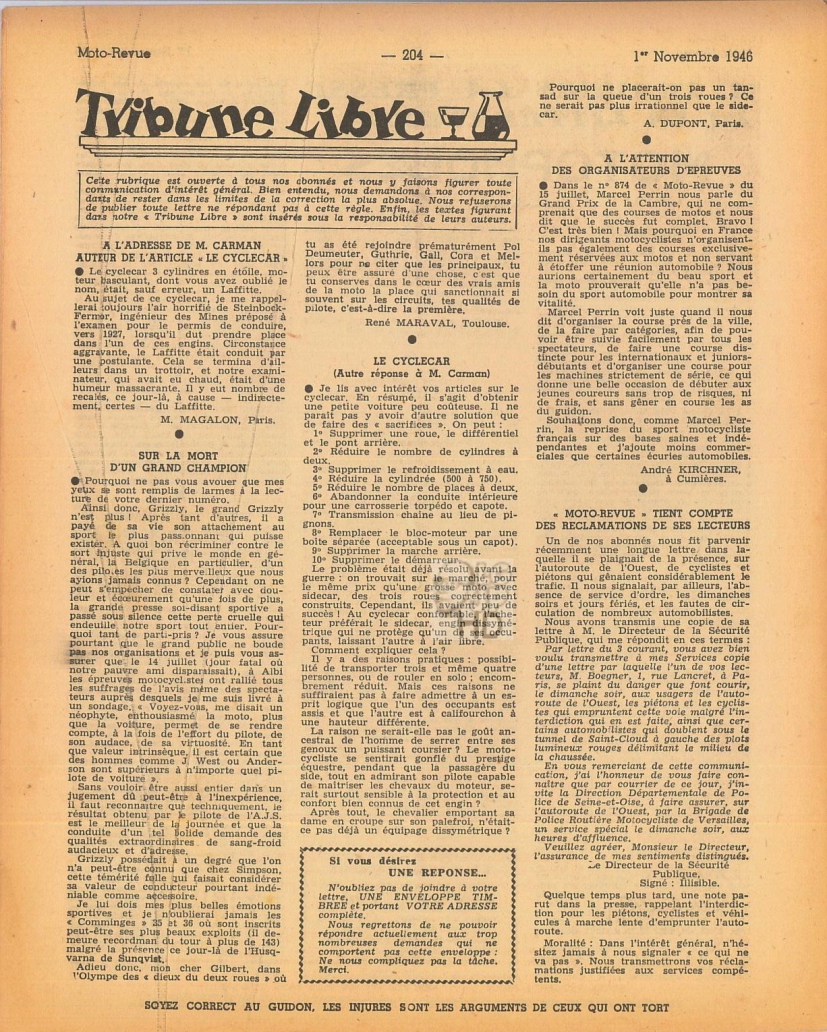 Moto-Revue
— 204 —
1er Novembre 1946
Tribune Libre
Cette rubrique est ouverte à tous nos abonnés et nous y faisons figurer toute
communication d'intérêt général. Bien entendu, nous demandons à nos correspon-
dants de rester dans les limites de la correction la plus absolue. Nous refuserons
de publier toute lettre ne répondant pas à cette règle. Enfin, les textes figurant
dans notre « Tribune Libre » sont insérés sous la responsabilité de leurs auteurs.
A L'ADRESSE DE M. CARMAN
AUTEUR DE L'ARTICLE « LE CYCLECAR »
● Le cyclecar 3 cylindres en étoile, mo-
teur basculant, dont vous avez oublié le
nom, était, sauf erreur, un Laffitte.
Au sujet de ce cyclecar, je me rappel-
lerai toujours l'air horrifié de Steinbock-
Fermor, ingénieur des Mines préposé à
l'examen pour le permis de conduire,
vers 1927, lorsqu'il dut prendre place
dans l'un de ces engins. Circonstance
aggravante, le Laffitte était conduit par
une postulante. Cela se termina d'ail-
leurs dans un trottoir, et notre exami-
nateur, qui avait eu chaud, était d'une
humeur massacrante. Il y eut nombre de
recalés, ce jour-là, à cause — indirecte-
ment, certes — du Laffitte.
M. MAGALON, Paris.
●
SUR LA MORT
D'UN GRAND CHAMPION
● Pourquoi ne pas vous avouer que mes
yeux se sont remplis de larmes à la lec-
ture de votre dernier numéro.
Ainsi donc, Grizzly, le grand Grizzly
n'est plus ! Après tant d'autres, il a
payé de sa vie son attachement au
sport le plus passionnant qui puisse
exister. A quoi bon récriminer contre le
sort injuste qui prive le monde en gé-
néral, la Belgique en particulier, d'un
des pilotes les plus merveilleux que nous
ayions jamais connus ? Cependant on ne
peut s'empêcher de constater avec dou-
leur et écœurement qu'une fois de plus,
la grande presse soi-disant sportive a
passé sous silence cette perte cruelle qui
endeuille notre sport tout entier. Pour-
quoi tant de parti-pris ? Je vous assure
pourtant que le grand public ne boude
pas nos organisations et je puis vous as-
surer que, le 14 juillet (jour fatal où
notre pauvre ami disparaissait), à Albi
les épreuves motocyclistes ont rallié tous
les suffrages de l'avis même des specta-
teurs auprès desquels je me suis livré à
un sondage. « Voyez-vous, me disait un
néophyte, enthousiasmé la moto, plus
que la voiture, permet de se rendre
compte, à la fois de l'effort du pilote, de
son audace, de sa virtuosité. En tant
que valeur intrinsèque, il est certain que
des hommes comme J. West ou Ander-
son sont supérieurs à n'importe quel pi-
lote de voiture ».
Sans vouloir être aussi entier dans un
jugement dû peut-être à l'inexpérience,
il faut reconnaître que techniquement, le
résultat obtenu par le pilote de l'A.J.S.
est le meilleur de la journée et que la
conduite d'un tel bolide demande des
qualités extraordinaires de sang-froid
audacieux et d'adresse.
Grizzly possédait à un degré que l'on
n'a peut-être connu que chez Simpson,
cette témérité folle qui faisait considérer
sa valeur de conducteur pourtant indé-
niable comme accessoire.
Je lui dois mes plus belles émotions
sportives et je n'oublierai jamais les
« Comminges » 35 et 36 où sont inscrits
peut-être ses plus beaux exploits (il de-
meure recordman du tour à plus de 143)
malgré la présence ce jour-là de l'Husq-
varna de Sunqvist.
Adieu donc, mon cher Gilbert, dans
l'Olympe des « dieux du deux roues » où
tu as été rejoindre prématurément Pol
Deumeuter, Guthrie, Gall, Cora et Mel-
lors pour ne citer que les principaux, tu
peux être assuré d'une chose, c'est que
tu conserves dans le cœur des vrais amis
de la moto la place qui sanctionnait si
souvent sur les circuits, tes qualités de
pilote, c'est-à-dire la première.
René MARAVAL, Toulouse.
●
LE CYCLECAR
(Autre réponse à M. Carman)
● Je lis avec intérêt vos articles sur le
cyclecar. En résumé, il s'agit d'obtenir
une petite voiture peu coûteuse. Il ne
paraît pas y avoir d'autre solution que
de faire des « sacrifices ». On peut :
1° Supprimer une roue, le différentiel
et le pont arrière.
2° Réduire le nombre de cylindres à
deux.
3° Supprimer le refroidissement à eau.
4° Réduire la cylindrée (500 à 750).
5° Réduire le nombre de places à deux.
6° Abandonner la conduite intérieure
pour une carrosserie torpédo et capote.
7° Transmission chaîne au lieu de pi-
gnons.
8° Remplacer le bloc-moteur par une
boîte séparée (acceptable sous un capot).
9° Supprimer la marche arrière.
10° Supprimer le démarreur.
Le problème était déjà résolu avant la
guerre : on trouvait sur le marché, pour
le même prix qu'une grosse moto avec
sidecar, des trois roues correctement
construits. Cependant, ils eurent peu de
succès ! Au cyclecar confortable, l'ache-
teur préférait le sidecar, engin dissymé-
trique qui ne protège qu'un des occu-
pants, laissant l'autre à l'air libre.
Comment expliquer cela ?
Il y a des raisons pratiques : possibi-
lité de transporter trois et même quatre
personnes, ou de rouler en solo ; encom-
brement réduit. Mais ces raisons ne
suffiraient pas à faire admettre à un es-
prit logique que l'un des occupants est
assis et que l'autre est à califourchon à
une hauteur différente.
La raison ne serait-elle pas le goût an-
cestral de l'homme de serrer entre ses
genoux un puissant coursier ? Le moto-
cycliste se sentirait gonflé du prestige
équestre, pendant que la passagère du
side, tout en admirant son pilote capable
de maîtriser les chevaux du moteur, se-
rait surtout sensible à la protection et au
confort bien connus de cet engin ?
Après tout, le chevalier emportant sa
dame en croupe sur son palefroi, n'était-
ce pas déjà un équipage dissymétrique ?
Si vous désirez
UNE REPONSE...
N'oubliez pas de joindre à votre
lettre, UNE ENVELOPPE TIM-
BREE et portant VOTRE ADRESSE
complète.
Nous regrettons de ne pouvoir
répondre actuellement aux trop
nombreuses demandes qui ne
comportent pas cette enveloppe :
Ne nous compliquez pas la tâche.
Merci.
Pourquoi ne placerait-on pas un tan-
sad sur la queue d'un trois roues ? Ce
ne serait pas plus irrationnel que le side-
car.
A. DUPONT, Paris.
●
A L'ATTENTION
DES ORGANISATEURS D'EPREUVES
● Dans le n° 874 de « Moto-Revue » du
15 juillet, Marcel Perrin nous parle du
Grand Prix de la Cambre, qui ne com-
prenait que des courses de motos et nous
dit que le succès fut complet. Bravo !
C'est très bien ! Mais pourquoi en France
nos dirigeants motocyclistes n'organisent-
ils pas également des courses exclusive-
ment réservées aux motos et non servant
à étoffer une réunion automobile ? Nous
aurions certainement du beau sport et
la moto prouverait qu'elle n'a pas be-
soin du sport automobile pour montrer sa
vitalité.
Marcel Perrin voit juste quand il nous
dit d'organiser la course près de la ville,
de la faire par catégories, afin de pou-
voir être suivie facilement par tous les
spectateurs, de faire une course dis-
tincte pour les internationaux et juniors-
débutants et d'organiser une course pour
les machines strictement de série, ce qui
donne une belle occasion de débuter aux
jeunes coureurs sans trop de risques, ni
de frais, et sans gêner en course les as
du guidon.
Souhaitons donc, comme Marcel Per-
rin, la reprise du sport motocycliste
français sur des bases saines et indé-
pendantes et j'ajoute moins commer-
ciales que certaines écuries automobiles.
André KIRCHNER,
à Cumières.
●
« MOTO-REVUE » TIENT COMPTE
DES RECLAMATIONS DE SES LECTEURS
Un de nos abonnés nous fit parvenir
récemment une longue lettre dans la-
quelle il se plaignait de la présence, sur
l'autoroute de l'Ouest, de cyclistes et
piétons qui gênaient considérablement le
trafic. Il nous signalait, par ailleurs, l'ab-
sence de service d'ordre, les dimanches
soirs et jours fériés, et les fautes de cir-
culation de nombreux automobilistes.
Nous avons transmis une copie de sa
lettre à M. le Directeur de la Sécurité
Publique, qui me répondit en ces termes :
Par lettre du 3 courant, vous avez bien
voulu transmettre à mes Services copie
d'une lettre par laquelle l'un de vos lec-
teurs, M. Boegner, 1, rue Lancret, à Pa-
ris, se plaint du danger que font courir,
le dimanche soir, aux usagers de l'auto-
route de l'Ouest, les piétons et les cyclis-
tes qui empruntent cette voie malgré l'in-
terdiction qui en est faite, ainsi que cer-
tains automobilistes qui doublent sous le
tunnel de Saint-Cloud à gauche des plots
lumineux rouges délimitant le milieu de
la chaussée.
En vous remerciant de cette communi-
cation, j'ai l'honneur de vous faire con-
naître que par courrier de ce jour, j'in-
vite la Direction Départementale de Po-
lice de Seine-et-Oise, à faire assurer, sur
l'autoroute de l'Ouest, par la Brigade de
Police Routière Motocycliste de Versailles,
un service spécial le dimanche soir, aux
heures d'affluence.
Veuillez agréer, Monsieur le Directeur,
l'assurance de mes sentiments distingués.
Le Directeur de la Sécurité
Publique,
Signé : Illisible.
Quelque temps plus tard, une note pa-
rut dans la presse, rappelant l'interdic-
tion pour les piétons, cyclistes et véhi-
cules à marche lente d'emprunter l'auto-
route.
Moralité : Dans l'intérêt général, n'hé-
sitez jamais à nous signaler « ce qui ne
va pas ». Nous transmettrons vos récla-
mations justifiées aux services compé-
tents.
SOYEZ CORRECT AU GUIDON, LES INJURES SONT LES ARGUMENTS DE CEUX QUI ONT TORT